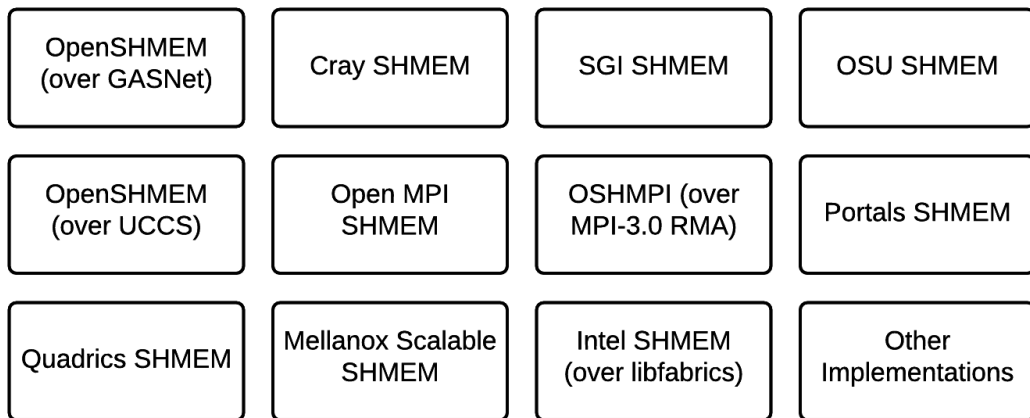 OpenSHMEM
(over GASNet)
Cray SHMEM
SGI SHMEM
OSU SHMEM
OpenSHMEM
(over UCCS)
Open MPI
SHMEM
OSHMPI (over
MPI-3.0 RMA)
Portals SHMEM
Quadrics SHMEM
Mellanox Scalable
SHMEM
Intel SHMEM
(over libfabrics)
Other
Implementations